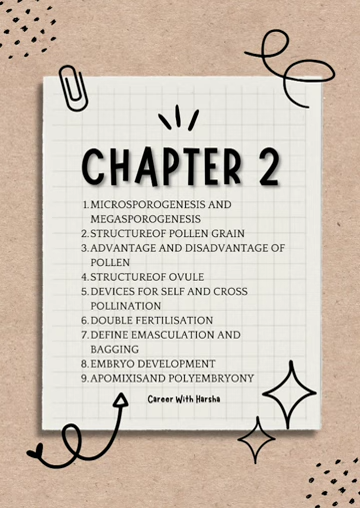 CHAPTER 2
1. MICROSPOROGENESIS AND
MEGASPOROGENESIS
2. STRUCTUREOF POLLEN GRAIN
3. ADVANTAGE AND DISADVANTAGE OF
POLLEN
4. STRUCTUREOF OVULE
5. DEVICES FOR SELF AND CROSS
POLLINATION
6. DOUBLE FERTILISATION
7. DEFINE EMASCULATION AND
BAGGING
8. EMBRYO DEVELOPMENT
9. APOMIXISAND POLYEMBRYONY
Career With Harsha